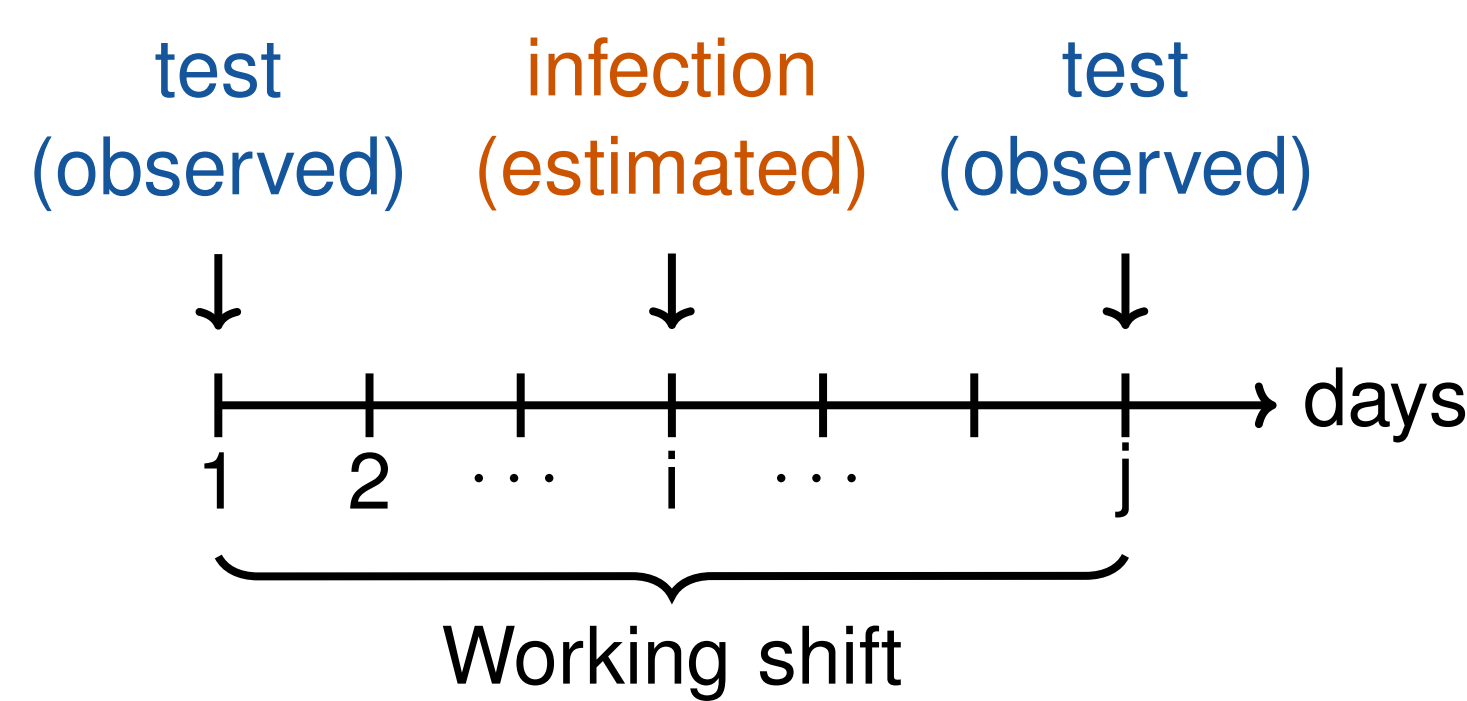 test infection test
(observed) (estimated) (observed)
days
1 2 ... i ... j
Working shift